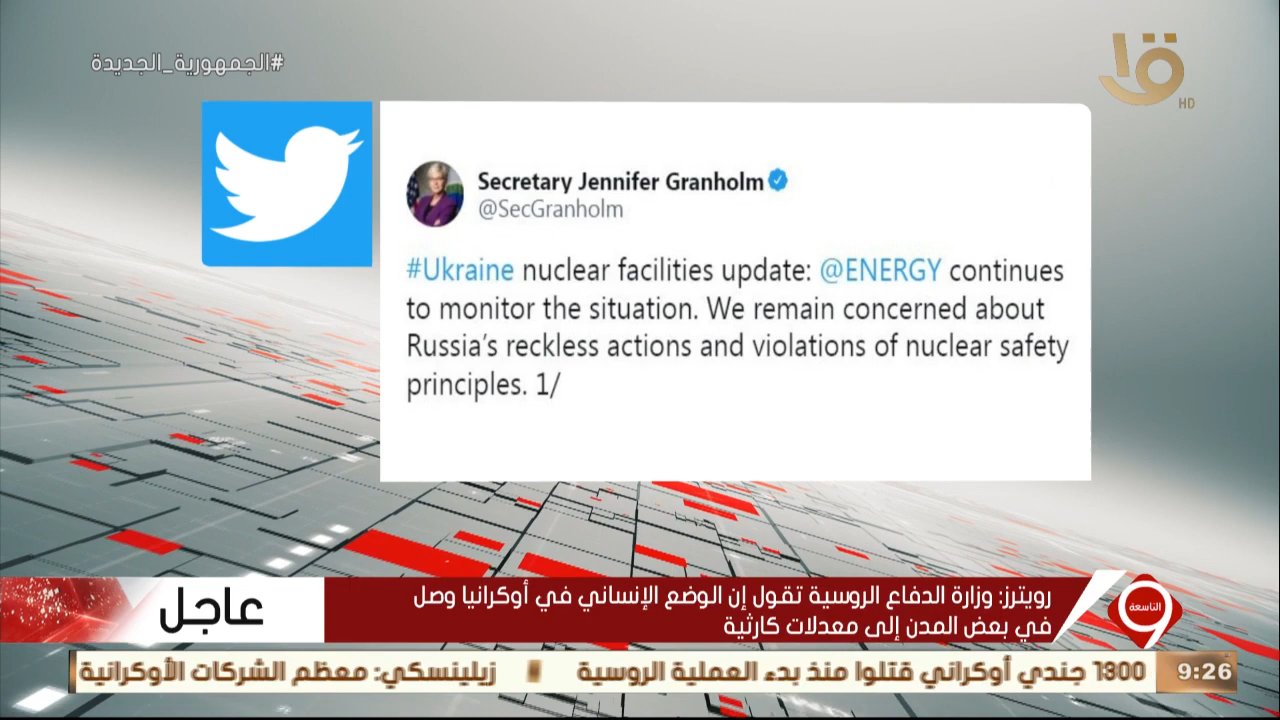 #الجمهورية_الجديدة
HD
Secretary Jennifer Granholm
@SecGranholm
#Ukraine nuclear facilities update: @ENERGY continues
to monitor the situation. We remain concerned about
Russia's reckless actions and violations of nuclear safety
principles. 1/
عاجل
رويترز: وزارة الدفاع الروسية تقول إن الوضع الإنساني في أوكرانيا وصل
في بعض المدن إلى معدلات كارثية
التاسعة
9:26
1300 جندي أوكراني قتلوا منذ بدء العملية الروسية
زيلينسكي: معظم الشركات الأوكرانية